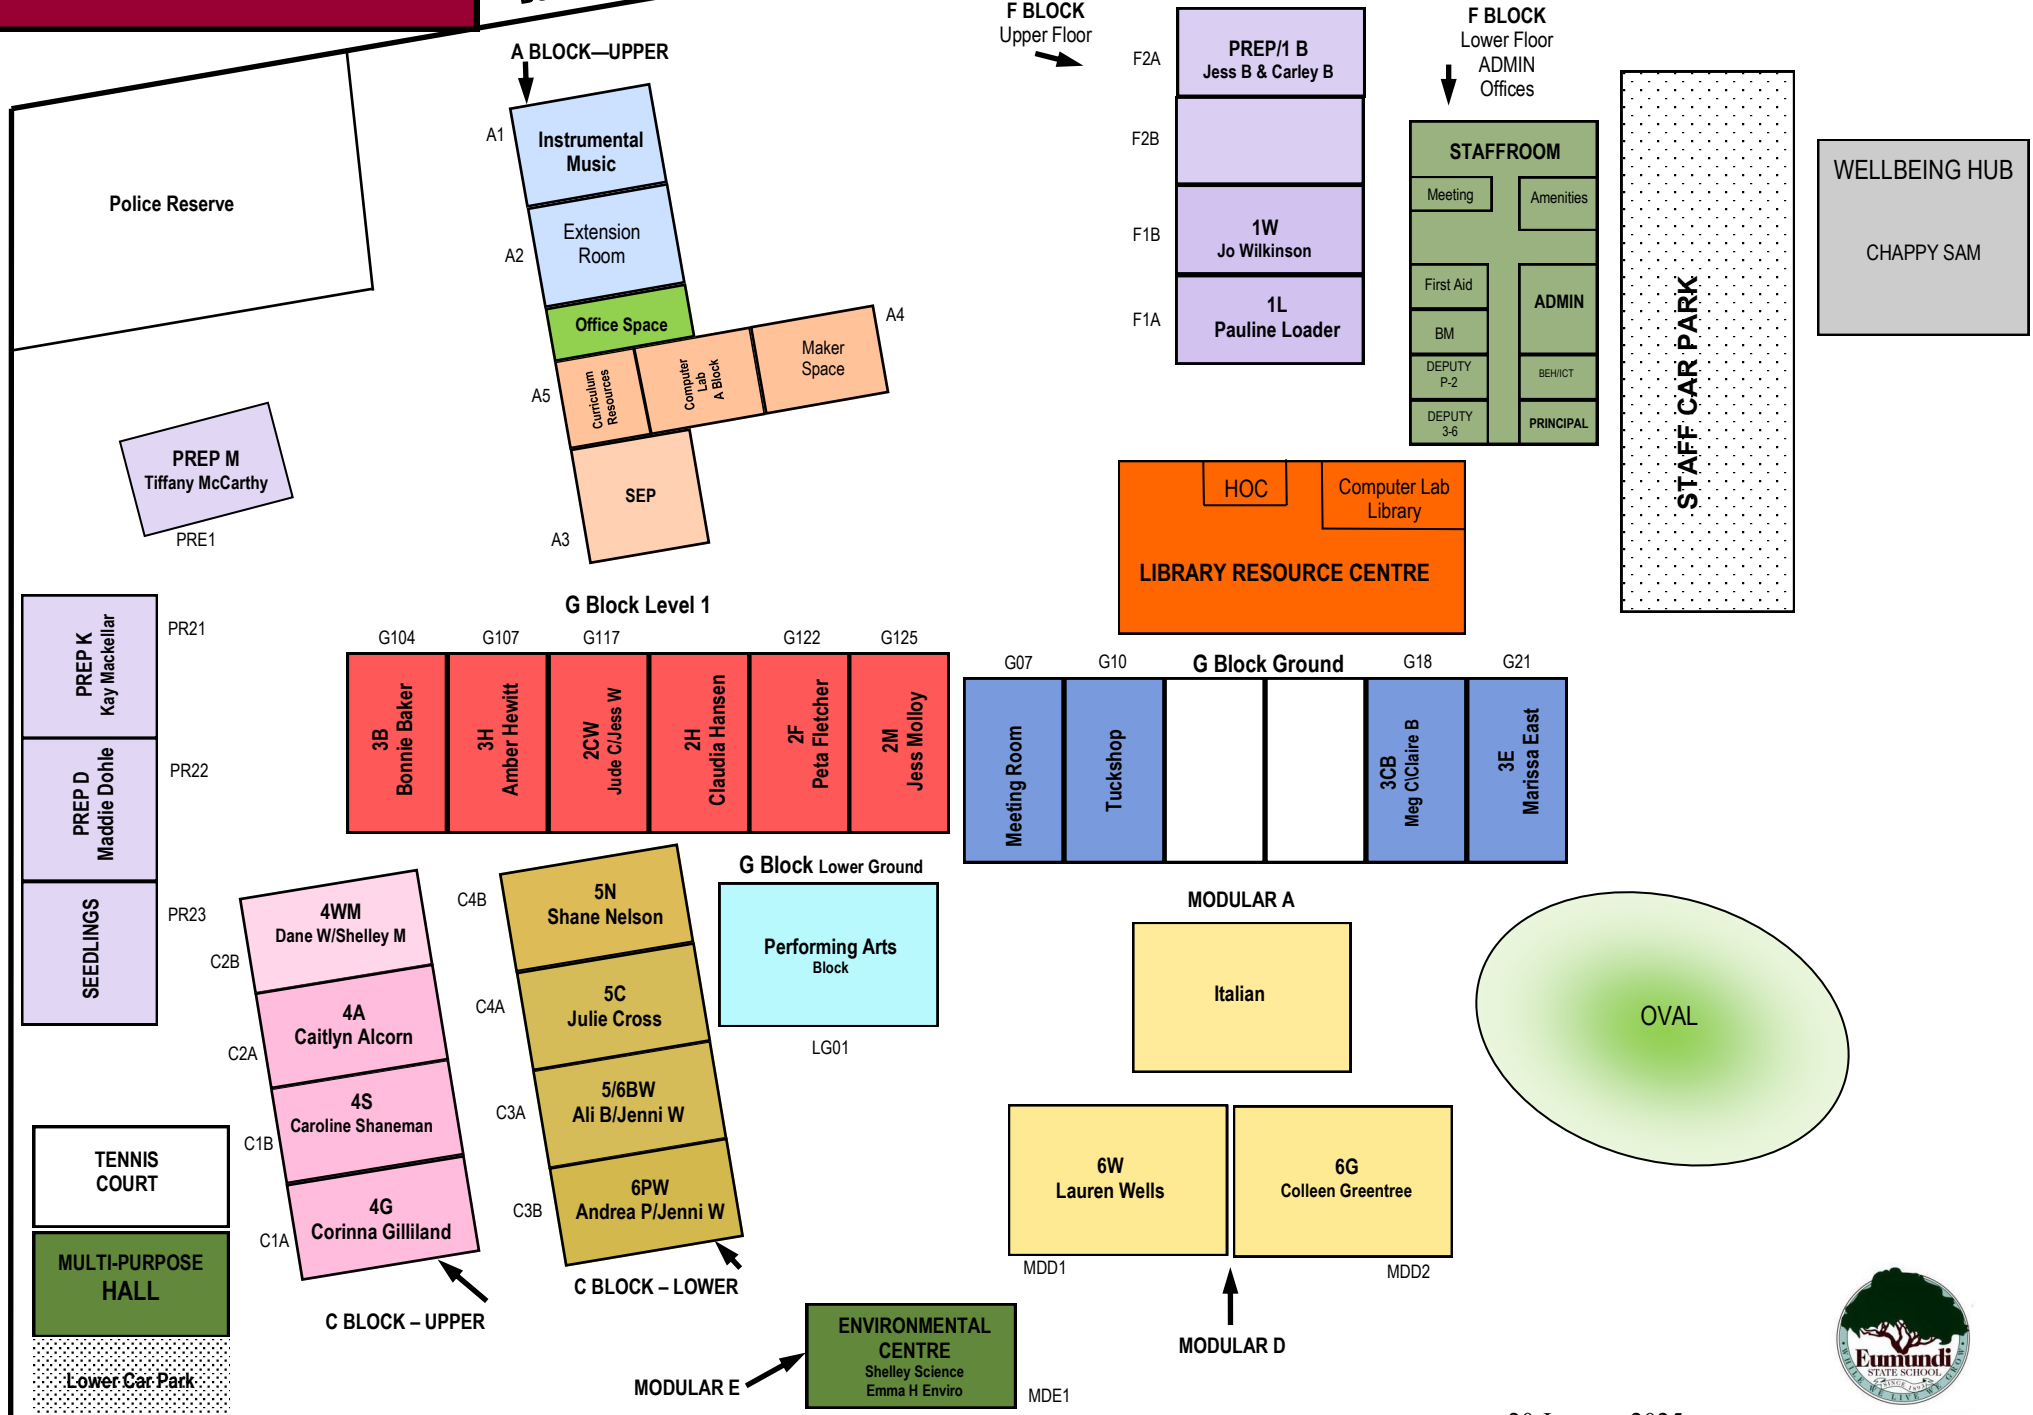 A BLOCK—UPPER
F BLOCK
Upper Floor
F BLOCK
Lower Floor
ADMIN
Offices
Police Reserve
A1
Instrumental
Music
A2
Extension
Room
Office Space
A4
A5
Curriculum
Resources
Computer
Lab
A Block
Maker
Space
SEP
A3
F2A
PREP/1 B
Jess B & Carley B
F2B
F1B
1W
Jo Wilkinson
F1A
1L
Pauline Loader
STAFFROOM
Meeting
Amenities
First Aid
ADMIN
BM
DEPUTY
P-2
BEH/ICT
DEPUTY
3-6
PRINCIPAL
STAFF CAR PARK
WELLBEING HUB
CHAPPY SAM
HOC
Computer Lab
Library
LIBRARY RESOURCE CENTRE
PREP M
Tiffany McCarthy
PRE1
PREP K
Kay Mackellar
PR21
PREP D
Maddie Dohle
PR22
SEEDLINGS
PR23
G Block Level 1
G104
G107
G117
G122
G125
3B
Bonnie Baker
3H
Amber Hewitt
2CW
Jude C/Jess W
2H
Claudia Hansen
2F
Peta Fletcher
2M
Jess Molloy
G07
G10
G Block Ground
G18
G21
Meeting Room
Tuckshop
3CB
Meg C\Claire B
3E
Marissa East
C2B
4WM
Dane W/Shelley M
C2A
4A
Caitlyn Alcorn
C1B
4S
Caroline Shaneman
C1A
4G
Corinna Gilliland
C BLOCK – UPPER
C4B
5N
Shane Nelson
C4A
5C
Julie Cross
C3A
5/6BW
Ali B/Jenni W
C3B
6PW
Andrea P/Jenni W
C BLOCK – LOWER
G Block Lower Ground
Performing Arts
Block
LG01
MODULAR A
Italian
OVAL
6W
Lauren Wells
6G
Colleen Greentree
MDD1
MDD2
MODULAR D
TENNIS
COURT
MULTI-PURPOSE
HALL
Lower Car Park
MODULAR E
ENVIRONMENTAL
CENTRE
Shelley Science
Emma H Enviro
MDE1
Eumundi
STATE SCHOOL
SINCE 1893
WHILE WE LIVE WE GROW